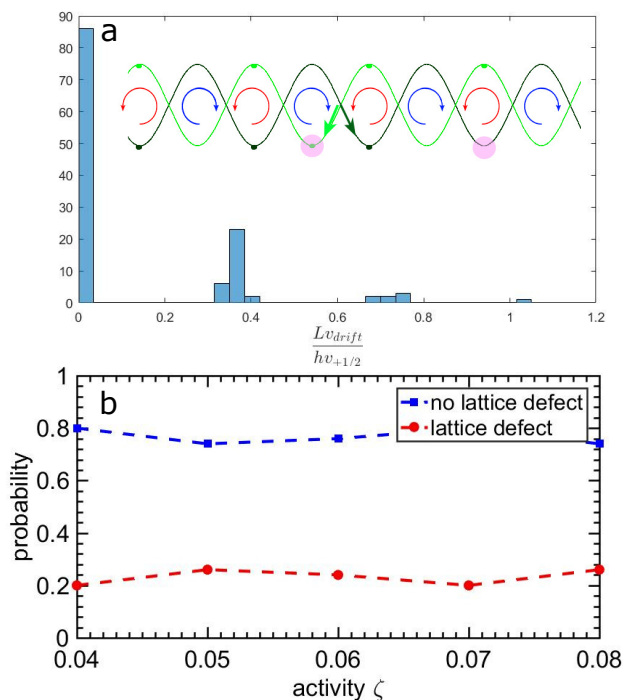 a
90
80
70
60
50
40
30
20
10
0
0 0.2 0.4 0.6 0.8 1 1.2
Lv_drift
hv_+1/2
b
1
0.8
0.6
0.4
0.2
0
probability
no lattice defect
lattice defect
0.04 0.05 0.06 0.07 0.08
activity ζ